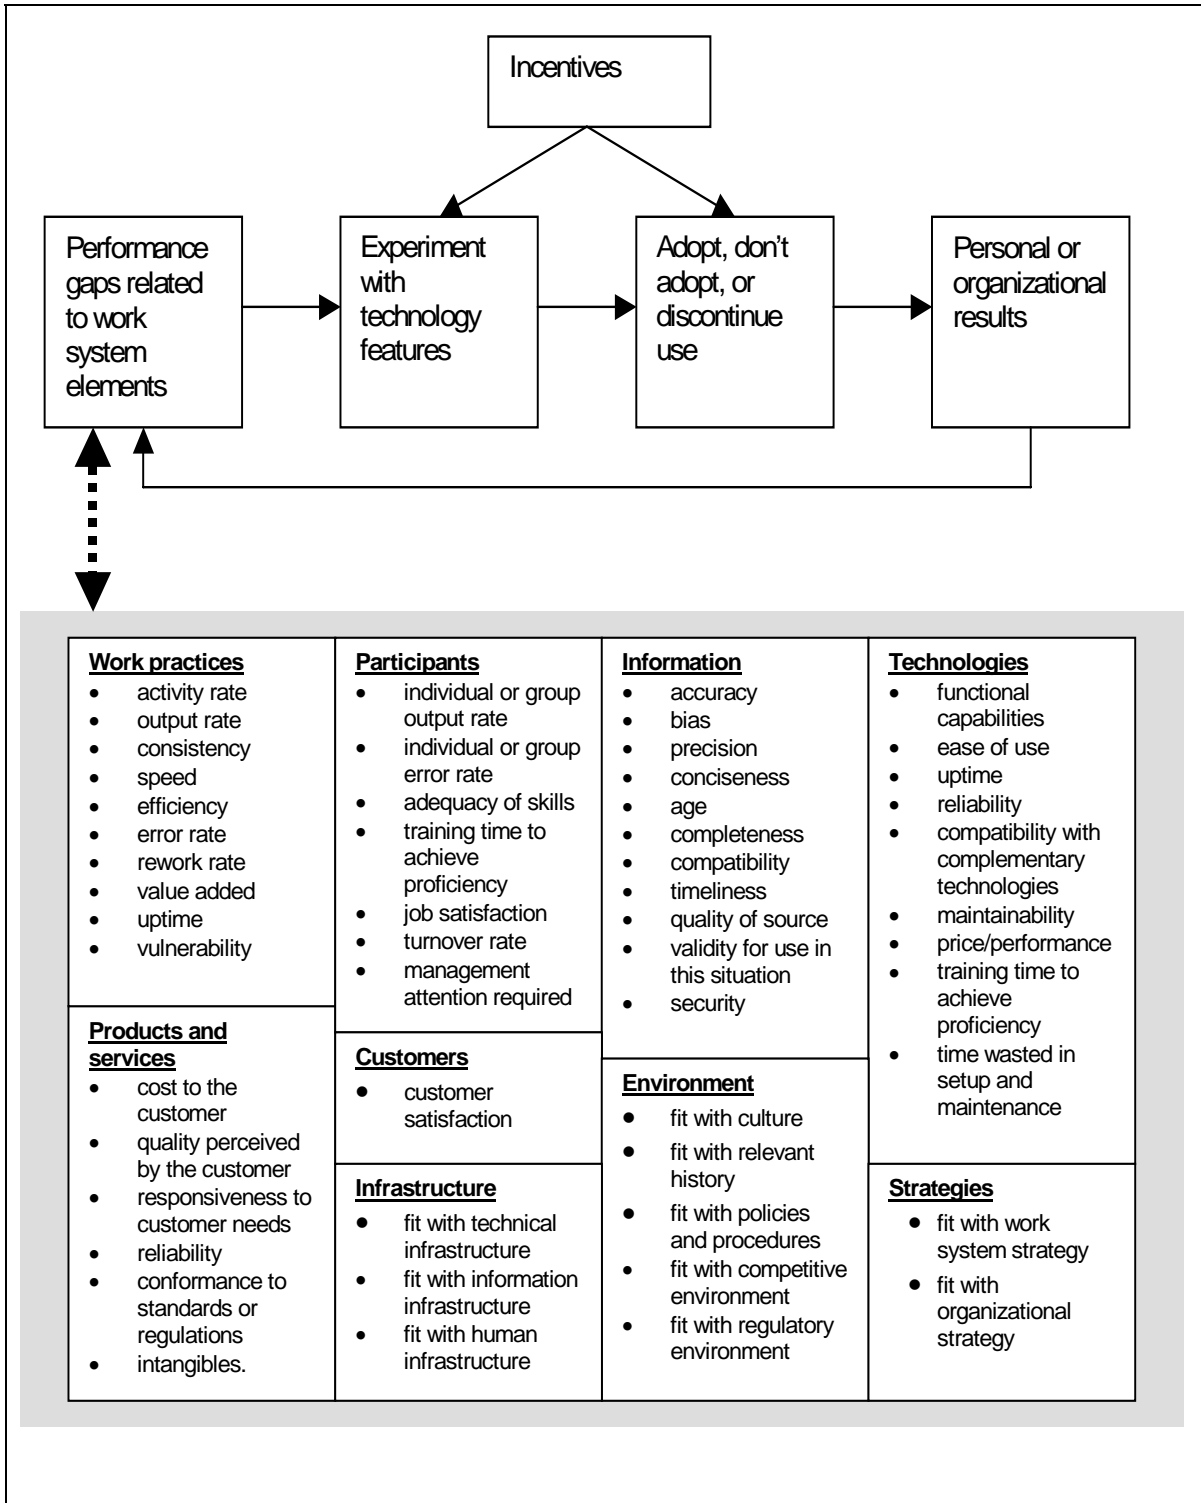 Incentives
Performance
gaps related
to work
system
elements
Experiment
with
technology
features
Adopt, don't
adopt, or
discontinue
use
Personal or
organizational
results
Work practices
• activity rate
• output rate
• consistency
• speed
• efficiency
• error rate
• rework rate
• value added
• uptime
• vulnerability
Products and
services
• cost to the
customer
• quality perceived
by the customer
• responsiveness to
customer needs
• reliability
• conformance to
standards or
regulations
• intangibles.
Participants
• individual or group
output rate
• individual or group
error rate
• adequacy of skills
• training time to
achieve
proficiency
• job satisfaction
• turnover rate
• management
attention required
Customers
• customer
satisfaction
Infrastructure
• fit with technical
infrastructure
• fit with information
infrastructure
• fit with human
infrastructure
Information
• accuracy
• bias
• precision
• conciseness
• age
• completeness
• compatibility
• timeliness
• quality of source
• validity for use in
this situation
• security
Environment
• fit with culture
• fit with relevant
history
• fit with policies
and procedures
• fit with competitive
environment
• fit with regulatory
environment
Technologies
• functional
capabilities
• ease of use
• uptime
• reliability
• compatibility with
complementary
technologies
• maintainability
• price/performance
• training time to
achieve
proficiency
• time wasted in
setup and
maintenance
Strategies
• fit with work
system strategy
• fit with
organizational
strategy